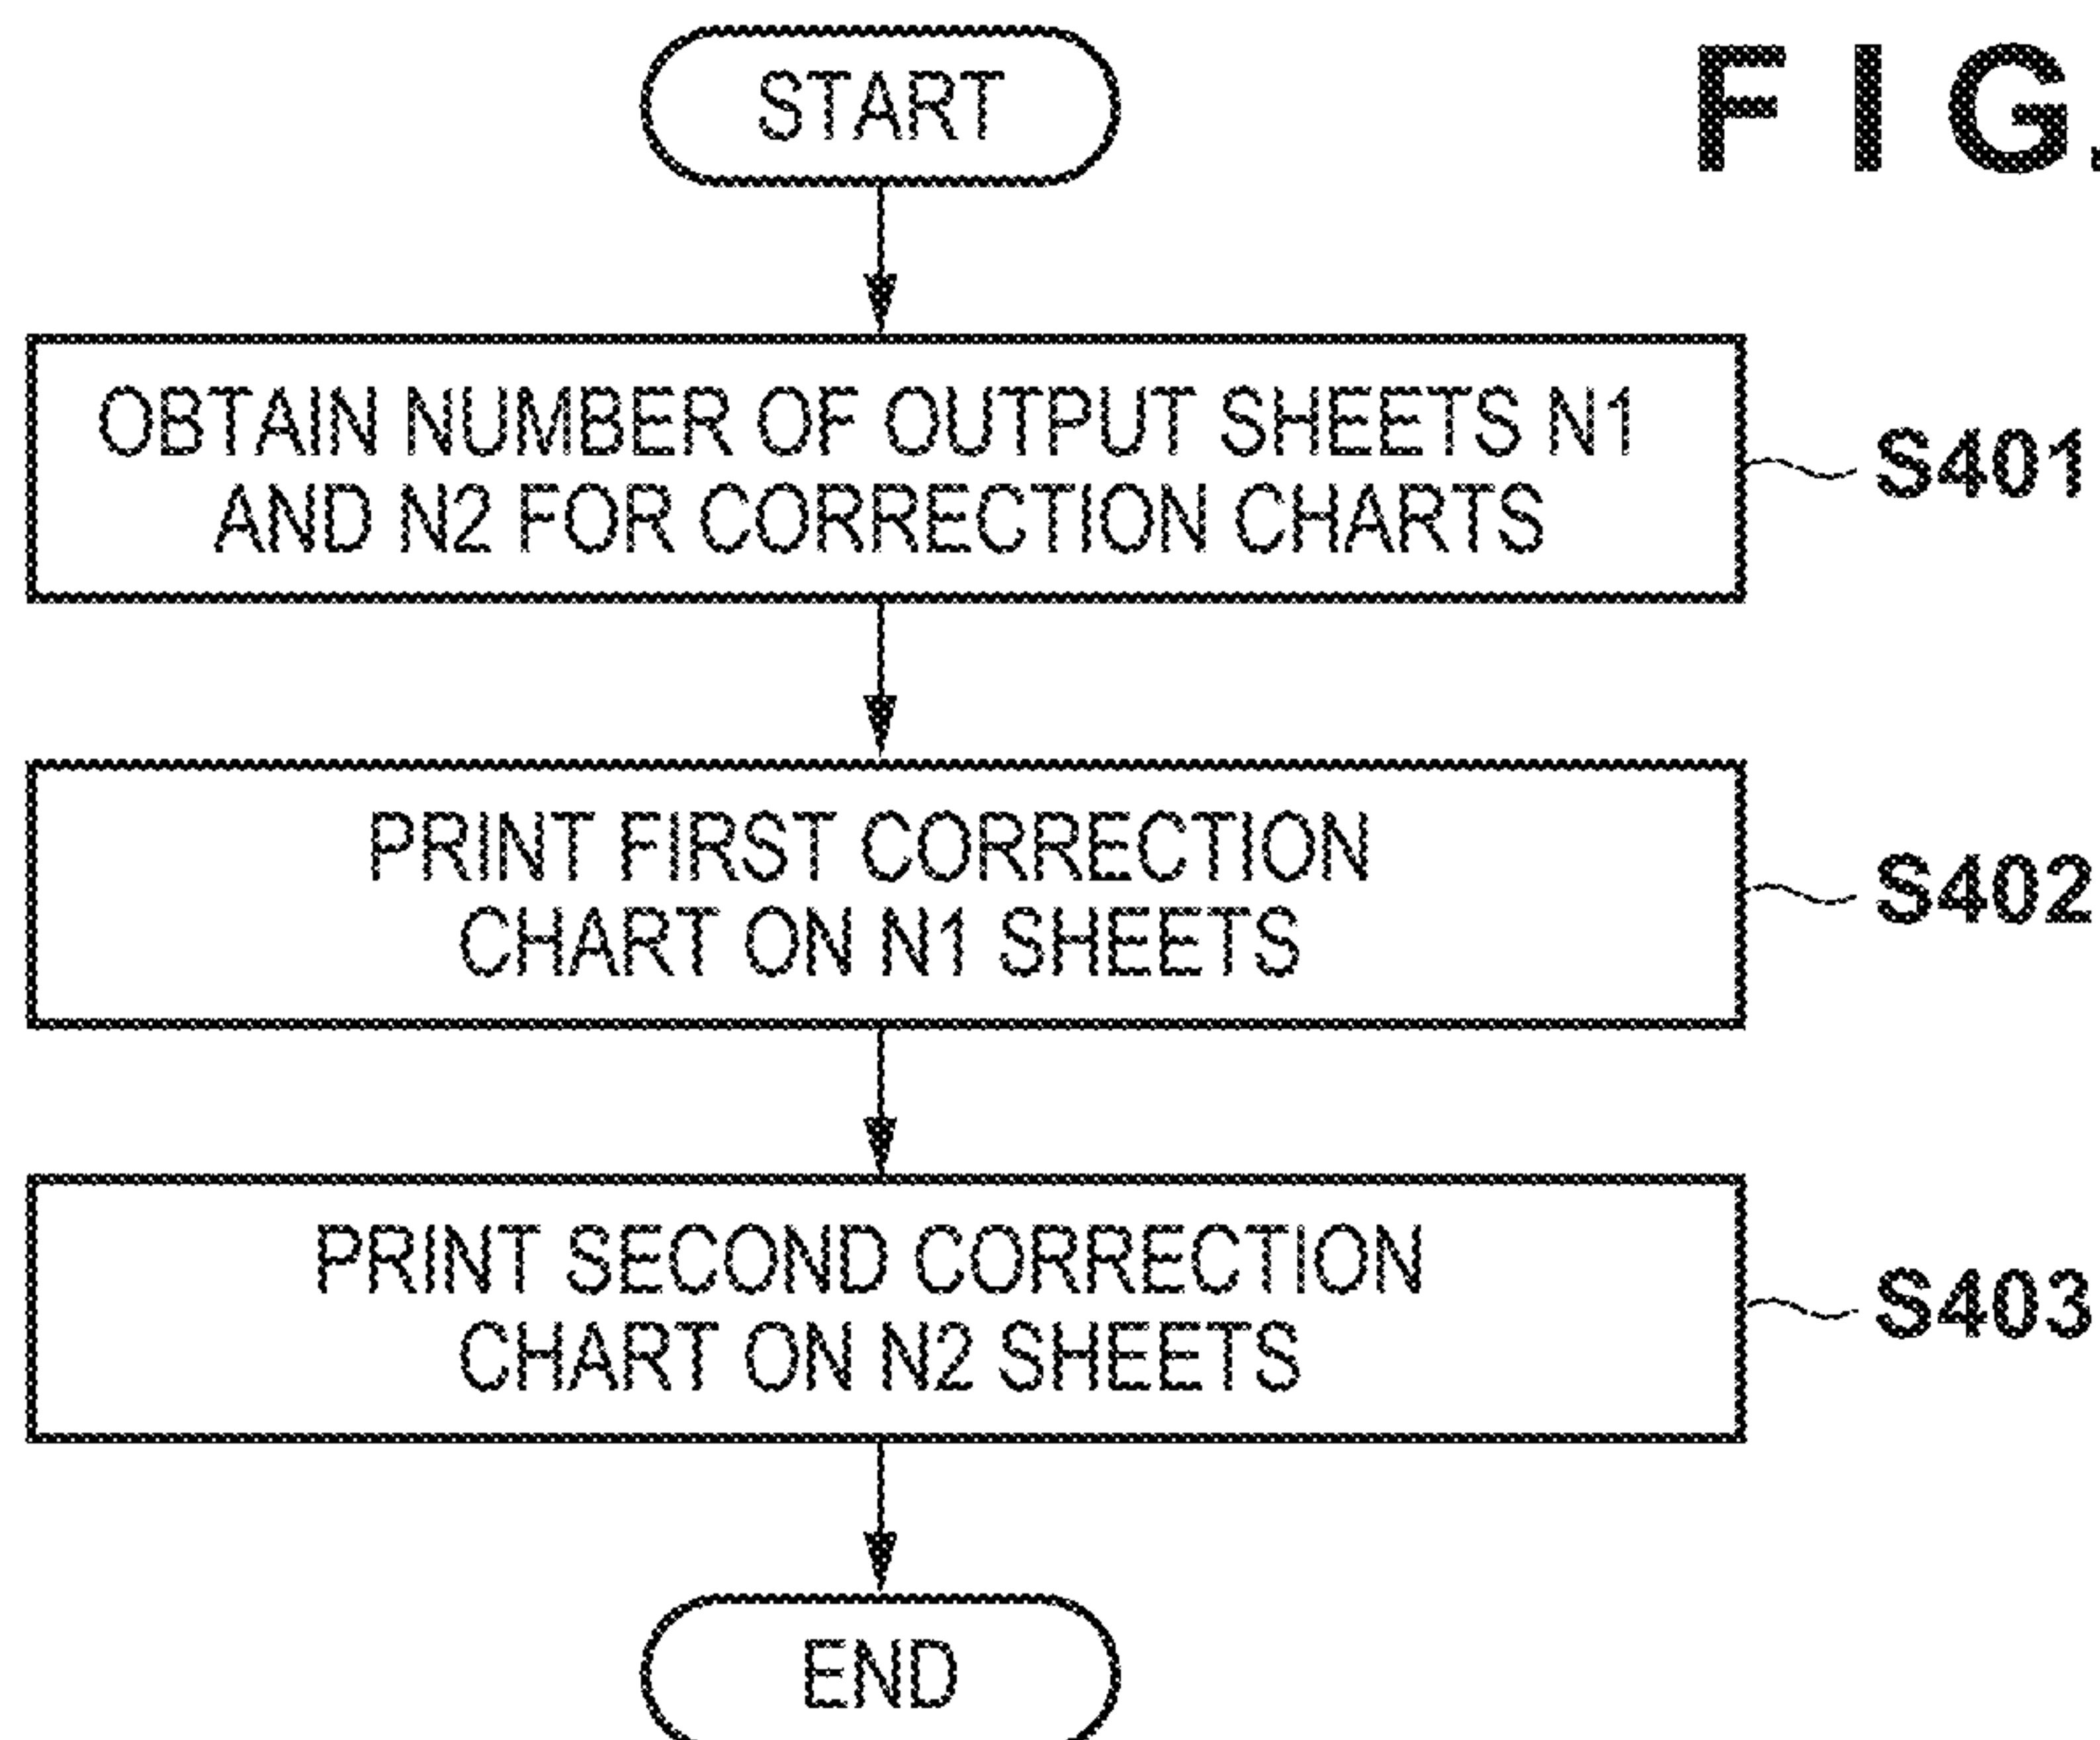 START
F I G.
OBTAIN NUMBER OF OUTPUT SHEETS N1
AND N2 FOR CORRECTION CHARTS
S401
PRINT FIRST CORRECTION
CHART ON N1 SHEETS
S402
PRINT SECOND CORRECTION
CHART ON N2 SHEETS
S403
END